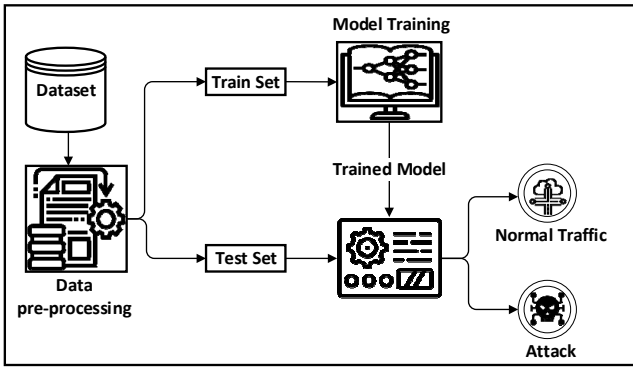 Model Training
Dataset
Train Set
Trained Model
Normal Traffic
Test Set
Data
pre-processing
Attack